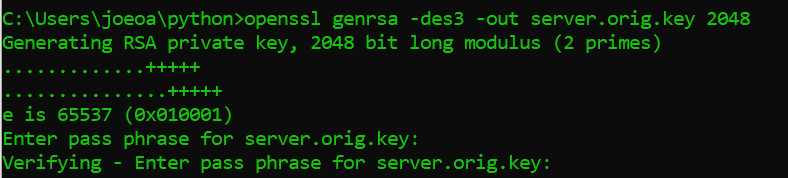 C:\Users\joeoa\python>openssl genrsa -des3 -out server.orig.key 2048
Generating RSA private key, 2048 bit long modulus (2 primes)
.............+++++
...............+++++
e is 65537 (0x010001)
Enter pass phrase for server.orig.key:
Verifying - Enter pass phrase for server.orig.key: